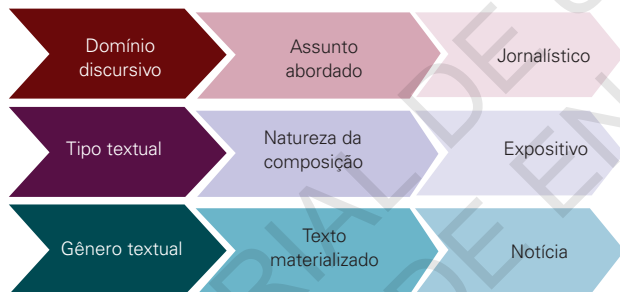 Domínio
discursivo
Assunto
abordado
Jornalístico
Tipo textual
Natureza da
composição
Expositivo
Gênero textual
Texto
materializado
Notícia